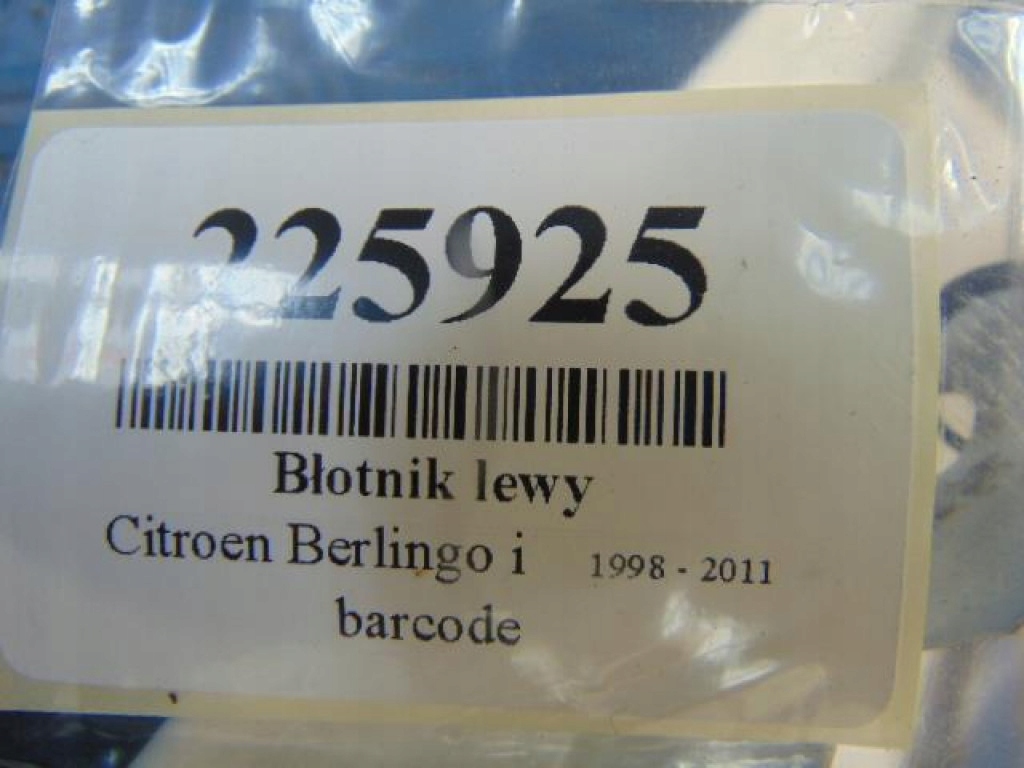 225925
Błotnik lewy
Citroen Berlingo i 1998 - 2011
barcode